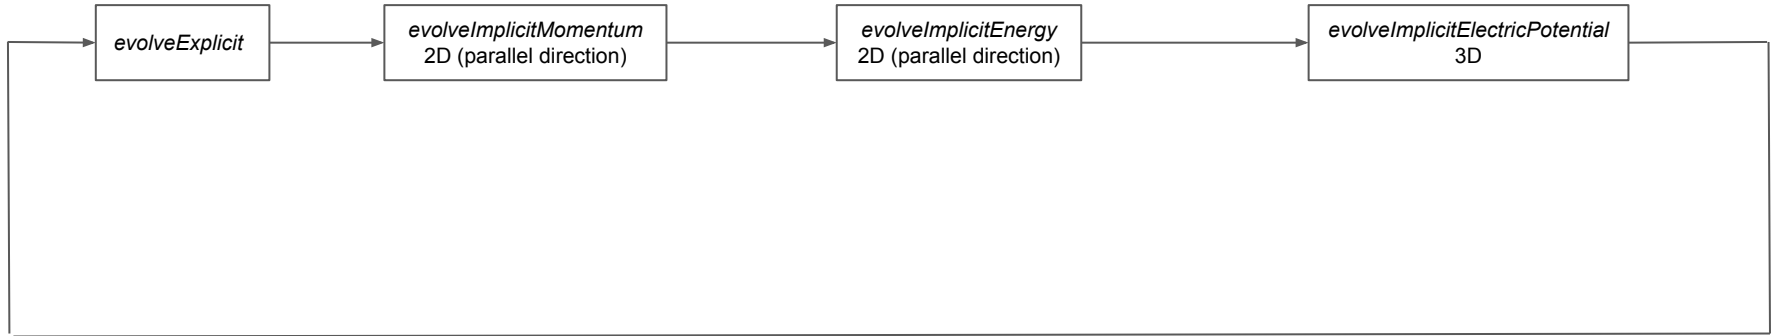 evolveExplicit
evolveImplicitMomentum
2D (parallel direction)
evolveImplicitEnergy
2D (parallel direction)
evolveImplicitElectricPotential
3D